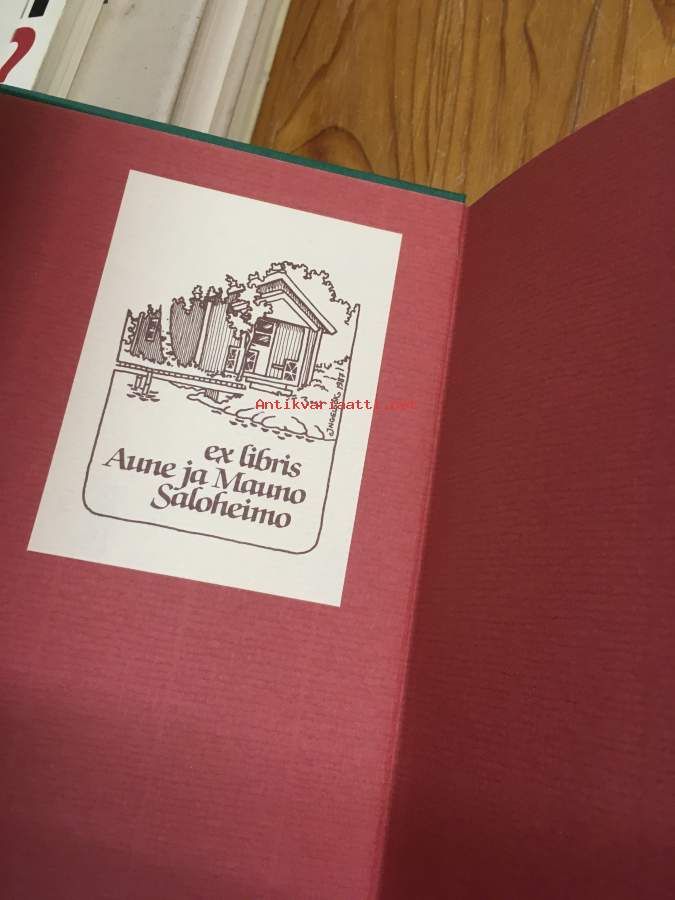 Antikvariaatti.net
ex libris
Aune ja Mauno
Saloheimo